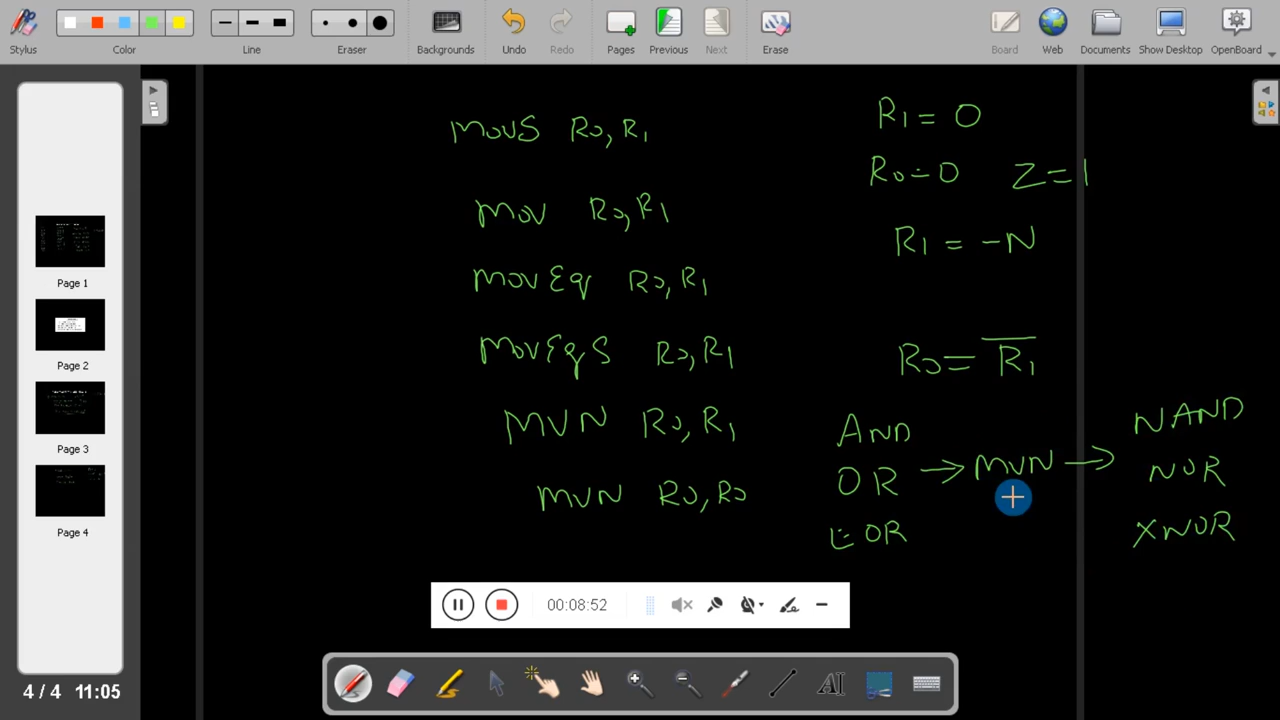 Stylus
Color
Line
Eraser
Backgrounds
Undo
Redo
Pages
Previous
Next
Erase
Board
Web
Documents
Show Desktop
OpenBoard
Page 1
Page 2
Page 3
Page 4
4 / 4 11:05
MOVS R0, R1
MOV R0, R1
MOVEq R0, R1
MOVEqS R0, R1
MVN R0, R1
MVN R0, R0
R1 = 0
R0 = 0 Z = 1
R1 = -N
R0 = R̅1̅
AND
OR → MVN →
EOR
NAND
NOR
XNOR
00:08:52
AI